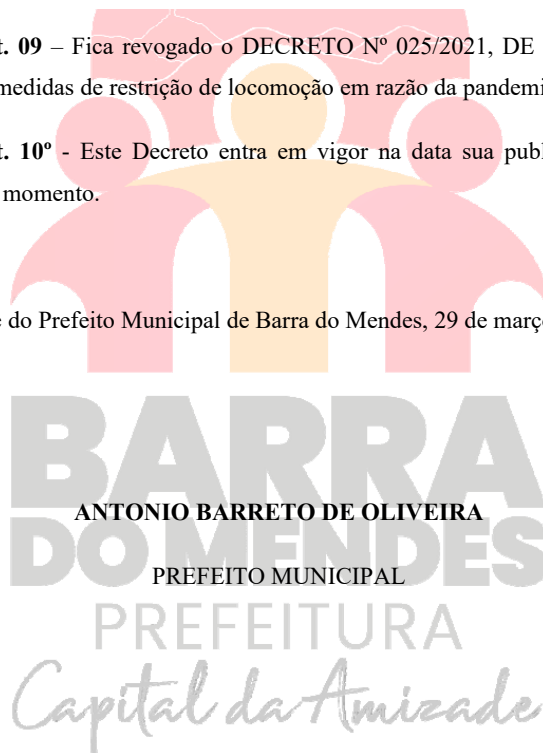 t. 09 – Fica revogado o DECRETO Nº 025/2021, DE
medidas de restrição de locomoção em razão da pandemi
t. 10º - Este Decreto entra em vigor na data sua publ
momento.
e do Prefeito Municipal de Barra do Mendes, 29 de març
BARRA
ANTONIO BARRETO DE OLIVEIRA
DO MENDES
PREFEITO MUNICIPAL
PREFEITURA
Capital da Amizade